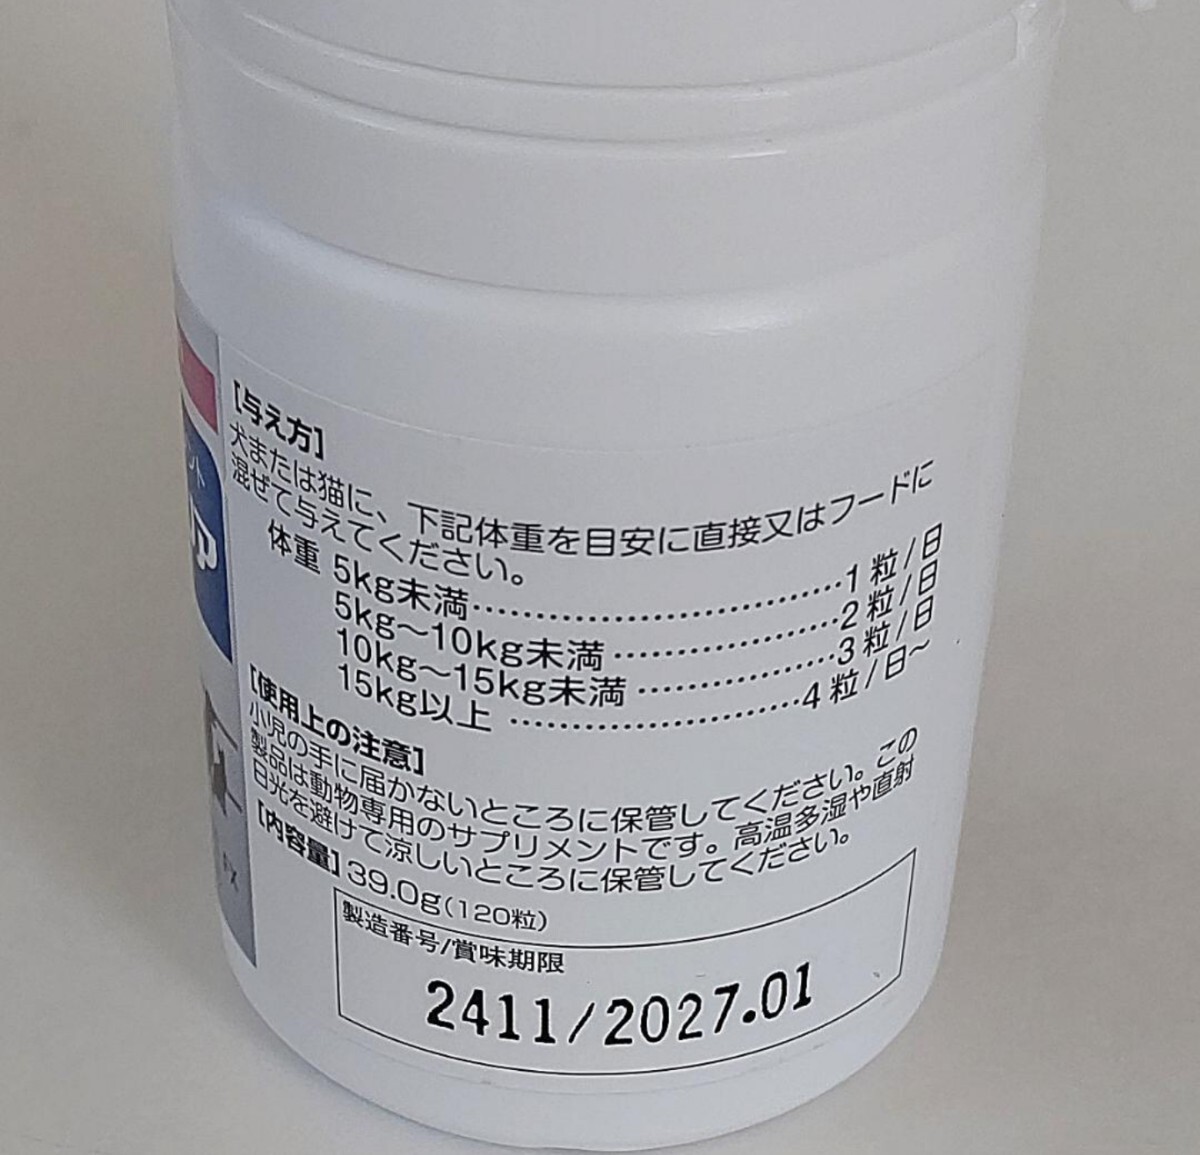 [与え方]
犬または猫に、下記体重を目安に直接又はフードに
混ぜて与えてください。
体重 5kg未満……………………………1 粒/日
5kg〜10kg未満…………………2 粒/日
10kg〜15kg未満………………3 粒/日
15kg以上………………………4 粒/日〜
[使用上の注意]
小児の手に届かないところに保管してください。この
製品は動物専用のサプリメントです。高温多湿や直射
日光を避けて涼しいところに保管してください。
[内容量] 39.0g(120粒)
製造番号/賞味期限
2411/2027.01
ント
UP
FX